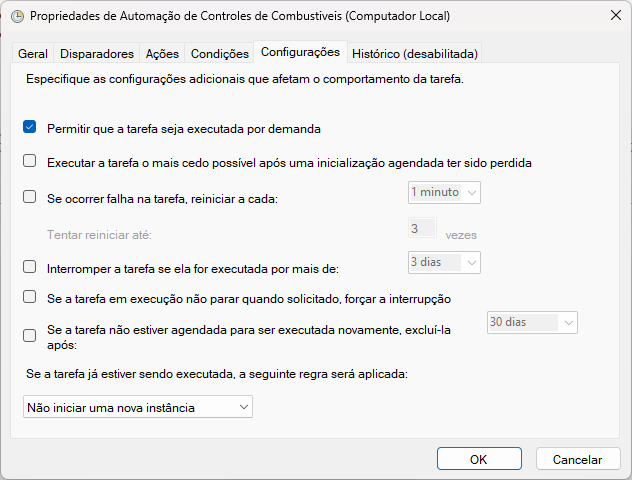 Propriedades de Automação de Controles de Combustiveis (Computador Local)
Geral Disparadores Ações Condições Configurações Histórico (desabilitada)
Especifique as configurações adicionais que afetam o comportamento da tarefa.
Permitir que a tarefa seja executada por demanda
Executar a tarefa o mais cedo possível após uma inicialização agendada ter sido perdida
Se ocorrer falha na tarefa, reiniciar a cada: 1 minuto
Tentar reiniciar até: 3 vezes
Interromper a tarefa se ela for executada por mais de: 3 dias
Se a tarefa em execução não parar quando solicitado, forçar a interrupção
Se a tarefa não estiver agendada para ser executada novamente, excluí-la 30 dias
após:
Se a tarefa já estiver sendo executada, a seguinte regra será aplicada:
Não iniciar uma nova instância
OK Cancelar